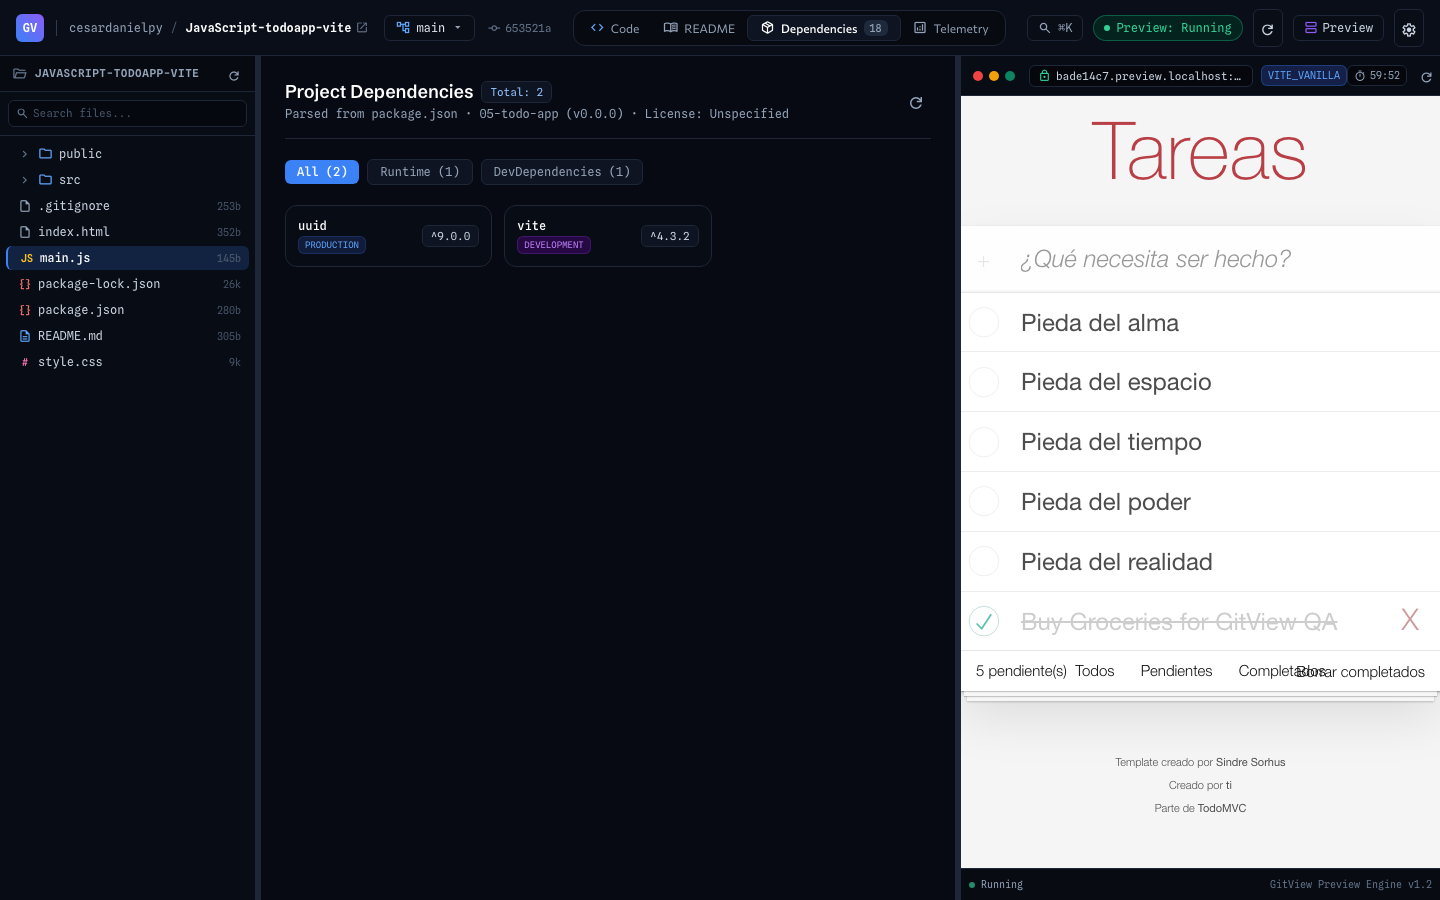 GV cesardanielpy / JavaScript-todoapp-vite main 653521a Code README Dependencies 18 Telemetry ⌘K Preview: Running Preview
JAVASCRIPT-TODOAPP-VITE
Search files...
public
src
.gitignore 253b
index.html 352b
JS main.js 145b
{} package-lock.json 26k
{} package.json 280b
README.md 305b
# style.css 9k
Project Dependencies Total: 2
Parsed from package.json • 05-todo-app (v0.0.0) • License: Unspecified
All (2) Runtime (1) DevDependencies (1)
uuid
PRODUCTION
^9.0.0
vite
DEVELOPMENT
^4.3.2
bade14c7.preview.localhost:… VITE_VANILLA 59:52
Tareas
+ ¿Qué necesita ser hecho?
Pieda del alma
Pieda del espacio
Pieda del tiempo
Pieda del poder
Pieda del realidad
Buy Groceries for GitView QA X
5 pendiente(s) Todos Pendientes Completados Borrar completados
Template creado por Sindre Sorhus
Creado por ti
Parte de TodoMVC
Running GitView Preview Engine v1.2